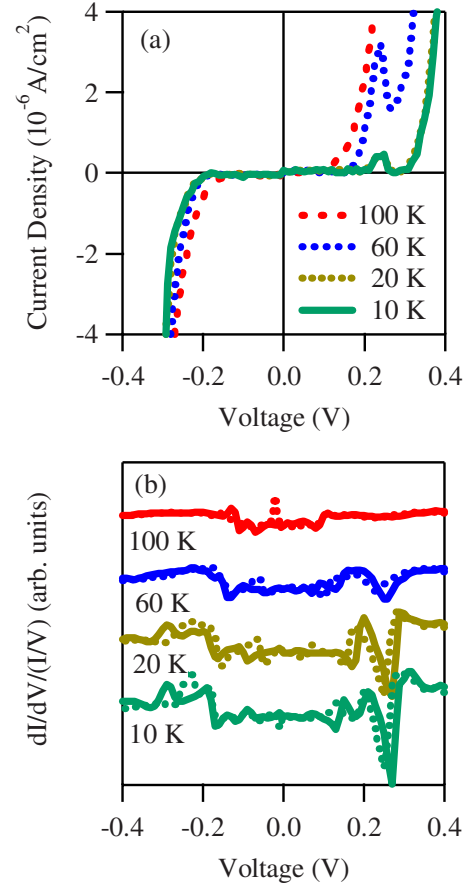 (a)
4
2
0
-2
-4
Current Density (10⁻⁶ A/cm²)
100 K
60 K
20 K
10 K
-0.4 -0.2 0.0 0.2 0.4
Voltage (V)
(b)
dI/dV/(I/V) (arb. units)
100 K
60 K
20 K
10 K
-0.4 -0.2 0.0 0.2 0.4
Voltage (V)